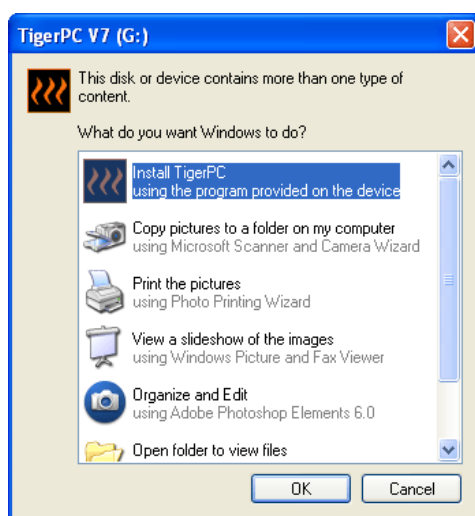 TigerPC V7 (G:)
This disk or device contains more than one type of
content.
What do you want Windows to do?
Install TigerPC
using the program provided on the device
Copy pictures to a folder on my computer
using Microsoft Scanner and Camera Wizard
Print the pictures
using Photo Printing Wizard
View a slideshow of the images
using Windows Picture and Fax Viewer
Organize and Edit
using Adobe Photoshop Elements 6.0
Open folder to view files
OK
Cancel